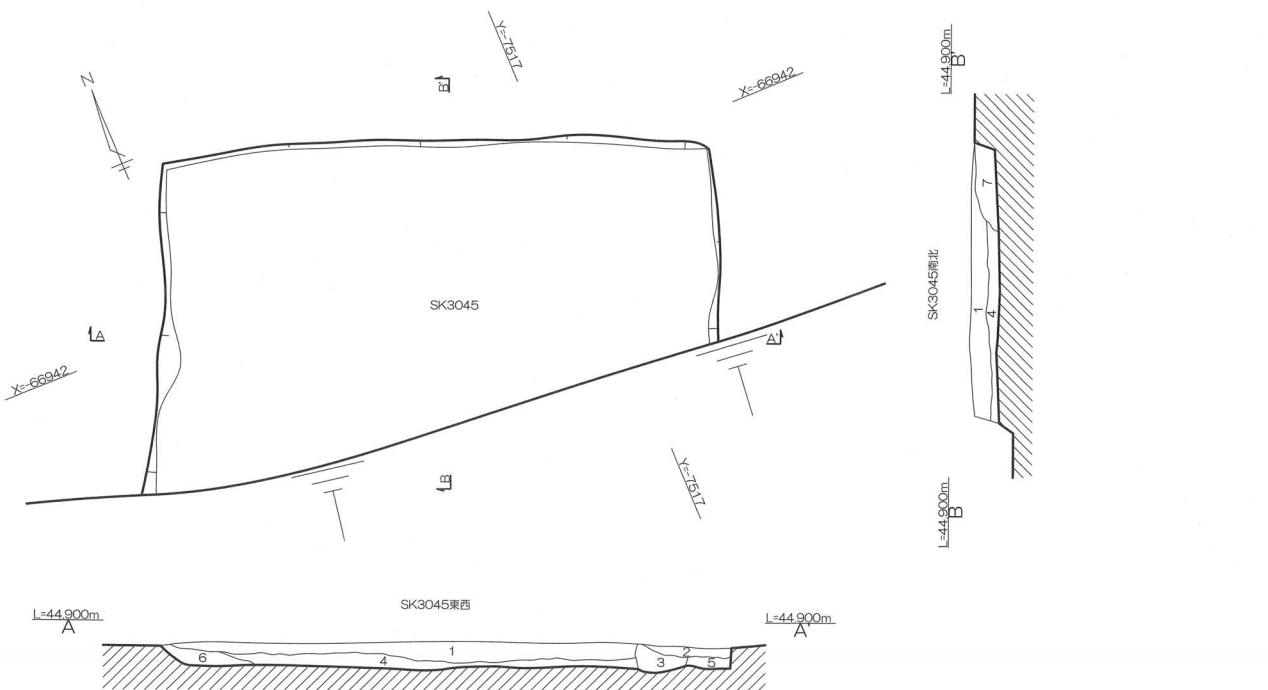 N
B'
Y=-7517
X=-66942
SK3045
A
A'
X=-66942
B
Y=-7517
L=44.900m
B'
SK3045南北
7
1
4
L=44.900m
B
SK3045東西
L=44.900m
A
L=44.900m
A'
1
2
6
4
3
5